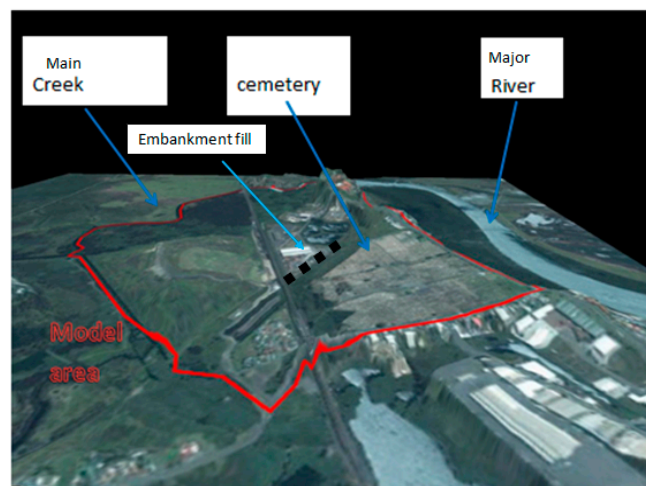 Main
Creek
cemetery
Major
River
Embankment fill
Model
area